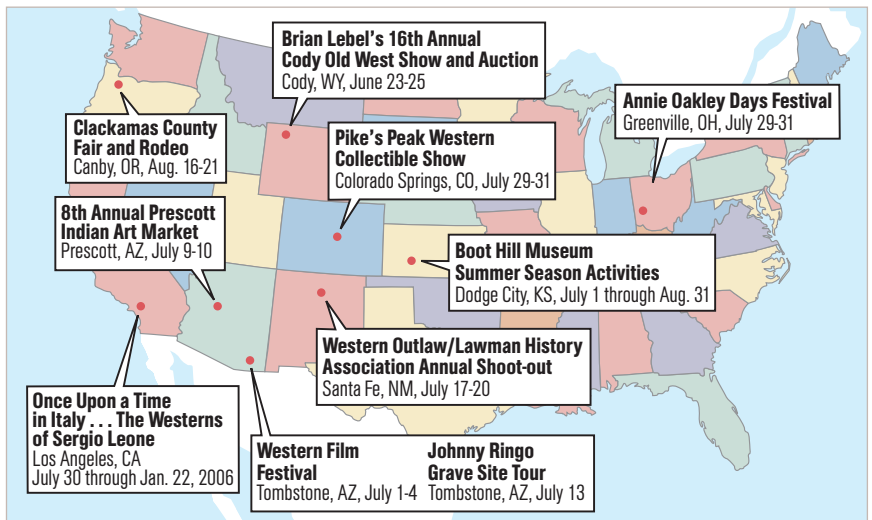 Brian Lebel's 16th Annual
Cody Old West Show and Auction
Cody, WY, June 23-25
Annie Oakley Days Festival
Greenville, OH, July 29-31
Clackamas County
Fair and Rodeo
Canby, OR, Aug. 16-21
Pike's Peak Western
Collectible Show
Colorado Springs, CO, July 29-31
8th Annual Prescott
Indian Art Market
Prescott, AZ, July 9-10
Boot Hill Museum
Summer Season Activities
Dodge City, KS, July 1 through Aug. 31
Western Outlaw/Lawman History
Association Annual Shoot-out
Santa Fe, NM, July 17-20
Once Upon a Time
in Italy . . . The Westerns
of Sergio Leone
Los Angeles, CA
July 30 through Jan. 22, 2006
Western Film
Festival
Tombstone, AZ, July 1-4
Johnny Ringo
Grave Site Tour
Tombstone, AZ, July 13